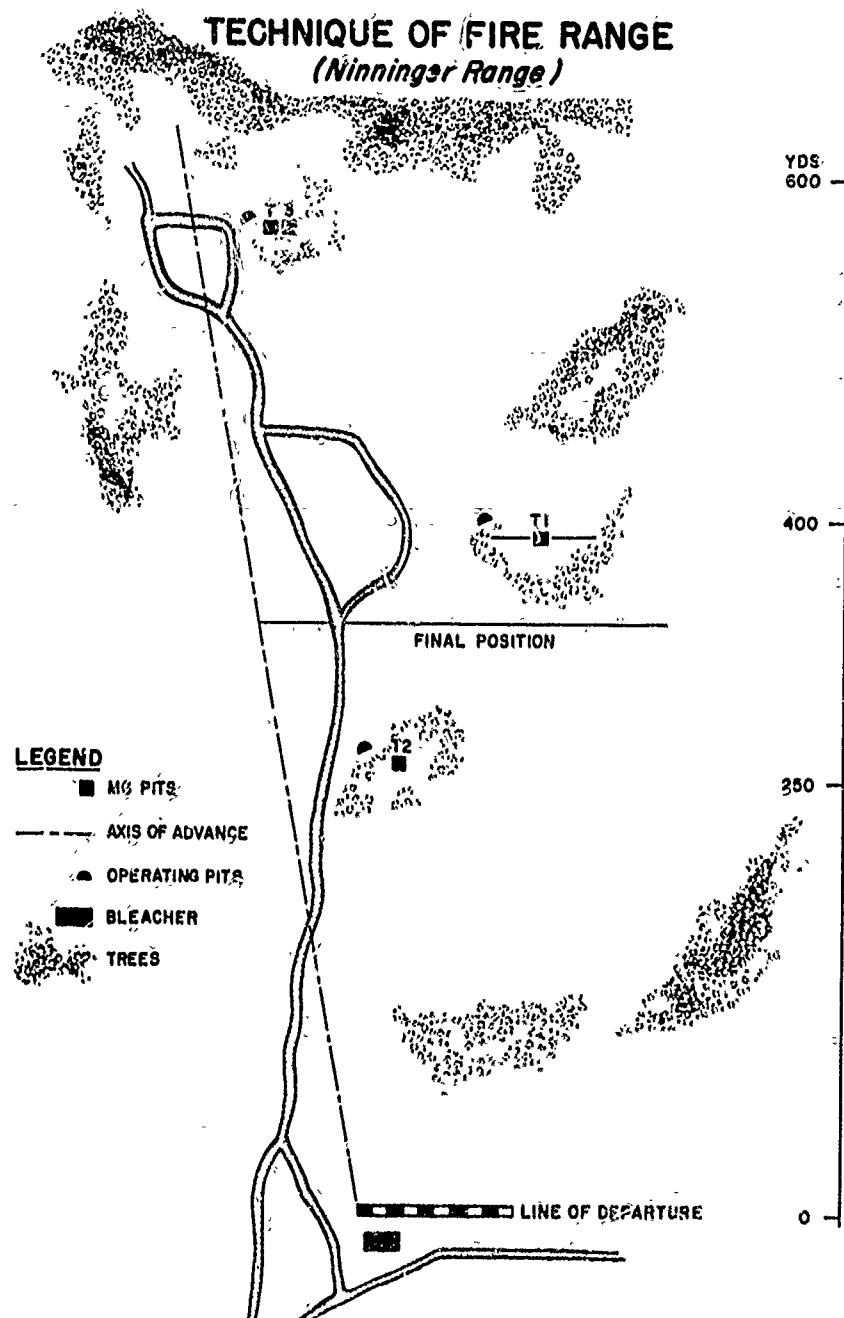 TECHNIQUE OF FIRE RANGE
(Ninninger Range)
YDS
600
T3
T1
400
FINAL POSITION
T2
250
LEGEND
MG PITS
AXIS OF ADVANCE
OPERATING PITS
BLEACHER
TREES
LINE OF DEPARTURE
0